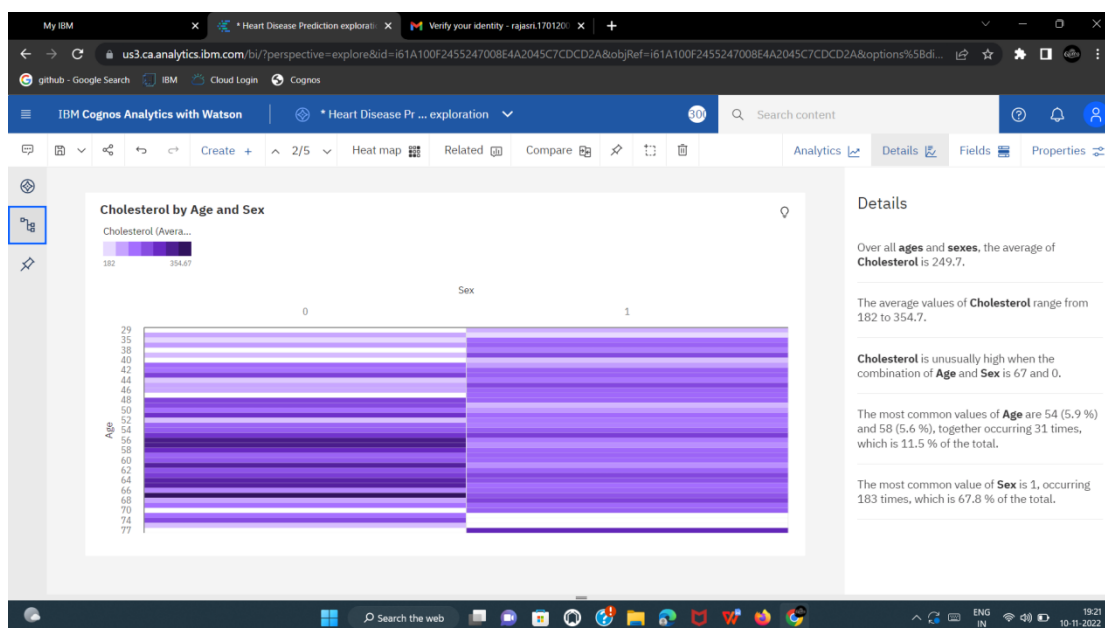 My IBM
* Heart Disease Prediction explorati
Verify your identity - rajasri.1701200
us3.ca.analytics.ibm.com/bi/?perspective=explore&id=i61A100F2455247008E4A2045C7CDCD2A&objRef=i61A100F2455247008E4A2045C7CDCD2A&options%5Bdi...
github - Google Search
IBM
Cloud Login
Cognos
IBM Cognos Analytics with Watson
* Heart Disease Pr ... exploration
Search content
Create +
2/5
Heat map
Related
Compare
Analytics
Details
Fields
Properties
Cholesterol by Age and Sex
Cholesterol (Avera...
182 354.67
Sex
0 1
Age
29
35
38
40
42
44
46
48
50
52
54
56
58
60
62
64
66
68
70
74
77
Details
Over all ages and sexes, the average of
Cholesterol is 249.7.
The average values of Cholesterol range from
182 to 354.7.
Cholesterol is unusually high when the
combination of Age and Sex is 67 and 0.
The most common values of Age are 54 (5.9 %)
and 58 (5.6 %), together occurring 31 times,
which is 11.5 % of the total.
The most common value of Sex is 1, occurring
183 times, which is 67.8 % of the total.
Search the web
ENG
IN
19:21
10-11-2022